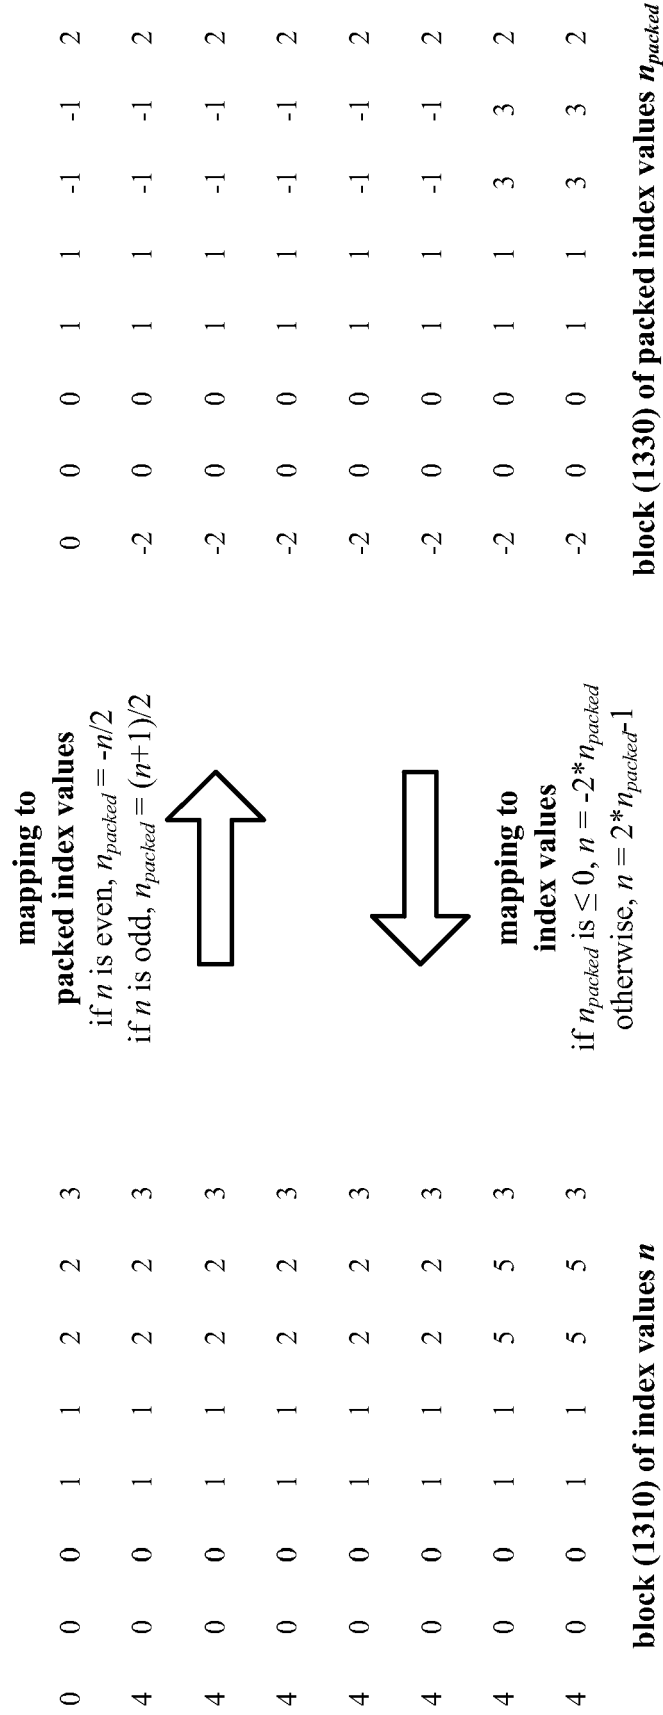 0 0 0 1 1 2 2 3
4 0 0 1 1 2 2 3
4 0 0 1 1 2 2 3
4 0 0 1 1 2 2 3
4 0 0 1 1 2 2 3
4 0 0 1 1 2 2 3
4 0 0 1 1 5 5 3
4 0 0 1 1 5 5 3
block (1310) of index values n
mapping to
packed index values
if n is even, n_packed = -n/2
if n is odd, n_packed = (n+1)/2
mapping to
index values
if n_packed is ≤ 0, n = -2*n_packed
otherwise, n = 2*n_packed-1
0 0 0 1 1 -1 -1 2
-2 0 0 1 1 -1 -1 2
-2 0 0 1 1 -1 -1 2
-2 0 0 1 1 -1 -1 2
-2 0 0 1 1 -1 -1 2
-2 0 0 1 1 -1 -1 2
-2 0 0 1 1 3 3 2
-2 0 0 1 1 3 3 2
block (1330) of packed index values n_packed